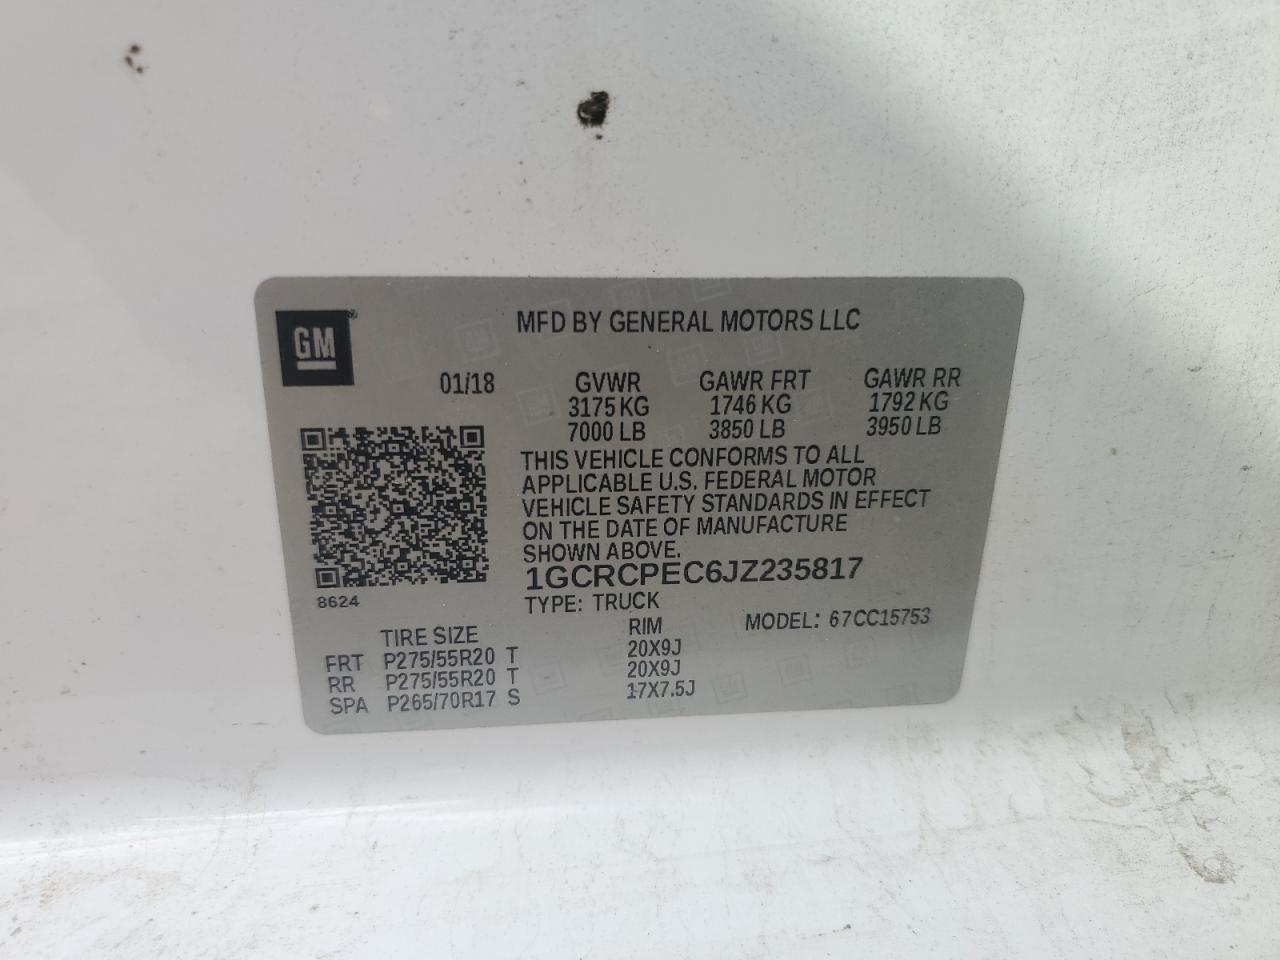 GM®
MFD BY GENERAL MOTORS LLC
01/18 GVWR GAWR FRT GAWR RR
3175 KG 1746 KG 1792 KG
7000 LB 3850 LB 3950 LB
THIS VEHICLE CONFORMS TO ALL
APPLICABLE U.S. FEDERAL MOTOR
VEHICLE SAFETY STANDARDS IN EFFECT
ON THE DATE OF MANUFACTURE
SHOWN ABOVE.
1GCRCPEC6JZ235817
8624
TYPE: TRUCK
MODEL: 67CC15753
TIRE SIZE RIM
FRT P275/55R20 T 20X9J
RR P275/55R20 T 20X9J
SPA P265/70R17 S 17X7.5J